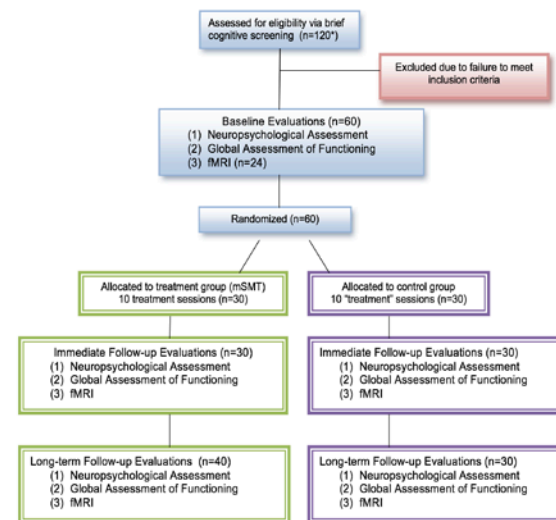 Assessed for eligibility via brief
cognitive screening (n=120*)
Excluded due to failure to meet
inclusion criteria
Baseline Evaluations (n=60)
(1) Neuropsychological Assessment
(2) Global Assessment of Functioning
(3) fMRI (n=24)
Randomized (n=60)
Allocated to treatment group (mSMT)
10 treatment sessions (n=30)
Allocated to control group
10 "treatment" sessions (n=30)
Immediate Follow-up Evaluations (n=30)
(1) Neuropsychological Assessment
(2) Global Assessment of Functioning
(3) fMRI
Immediate Follow-up Evaluations (n=30)
(1) Neuropsychological Assessment
(2) Global Assessment of Functioning
(3) fMRI
Long-term Follow-up Evaluations (n=40)
(1) Neuropsychological Assessment
(2) Global Assessment of Functioning
(3) fMRI
Long-term Follow-up Evaluations (n=30)
(1) Neuropsychological Assessment
(2) Global Assessment of Functioning
(3) fMRI